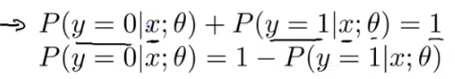 → P(y = 0|x; θ) + P(y = 1|x; θ) = 1
P(y = 0|x; θ) = 1 − P(y = 1|x; θ)